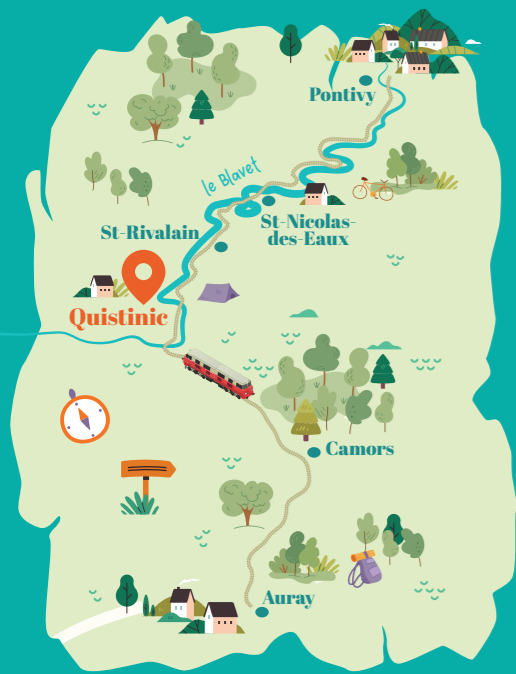 Pontivy
le Blavet
St-Nicolas-
des-Eaux
St-Rivalain
Quistinic
Camors
Auray